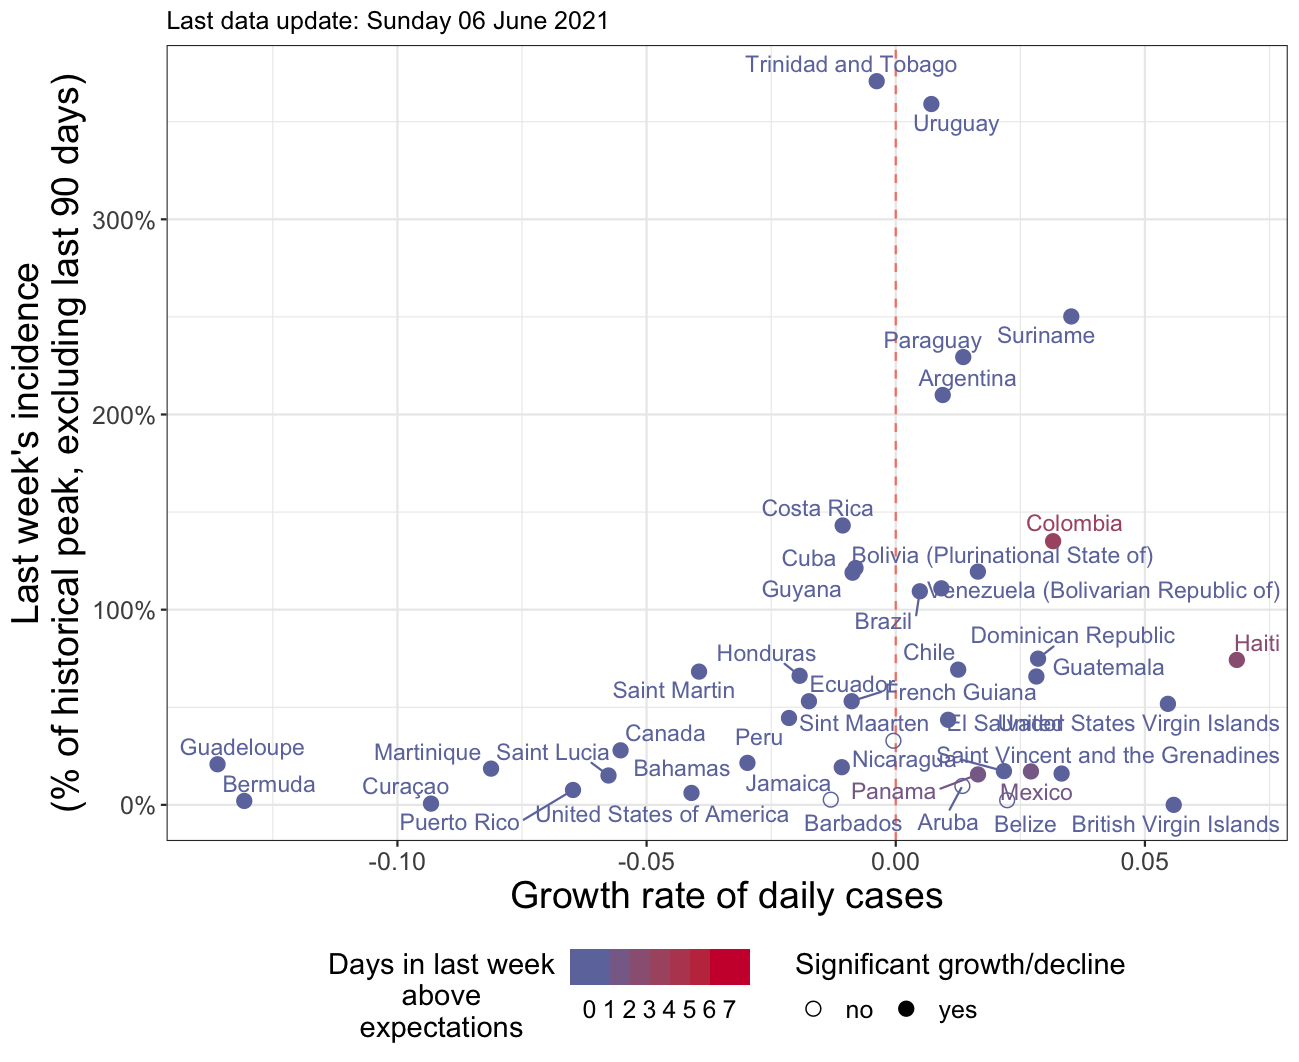 Last data update: Sunday 06 June 2021
Last week's incidence
(% of historical peak, excluding last 90 days)
300%
200%
100%
0%
Trinidad and Tobago
Uruguay
Suriname
Paraguay
Argentina
Costa Rica
Colombia
Cuba
Bolivia (Plurinational State of)
Guyana
Venezuela (Bolivarian Republic of)
Brazil
Dominican Republic
Haiti
Honduras
Chile
Guatemala
Saint Martin
Ecuador
French Guiana
Sint Maarten
El Salvador
United States Virgin Islands
Peru
Canada
Guadeloupe
Martinique
Saint Lucia
Nicaragua
Saint Vincent and the Grenadines
Bahamas
Bermuda
Curaçao
Jamaica
Panama
Mexico
Puerto Rico
United States of America
Barbados
Aruba
Belize
British Virgin Islands
-0.10
-0.05
0.00
0.05
Growth rate of daily cases
Days in last week
above
expectations
0 1 2 3 4 5 6 7
Significant growth/decline
no
yes